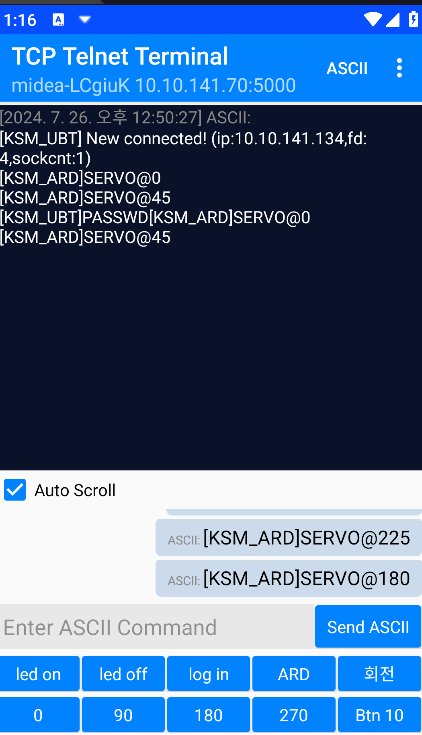 1:16
TCP Telnet Terminal
midea-LCgiuK 10.10.141.70:5000
ASCII
[2024. 7. 26. 오후 12:50:27] ASCII:
[KSM_UBT] New connected! (ip:10.10.141.134,fd:
4,sockcnt:1)
[KSM_ARD]SERVO@0
[KSM_ARD]SERVO@45
[KSM_UBT]PASSWD[KSM_ARD]SERVO@0
[KSM_ARD]SERVO@45
Auto Scroll
ASCII: [KSM_ARD]SERVO@225
ASCII: [KSM_ARD]SERVO@180
Enter ASCII Command
Send ASCII
led on led off log in ARD 회전
0 90 180 270 Btn 10